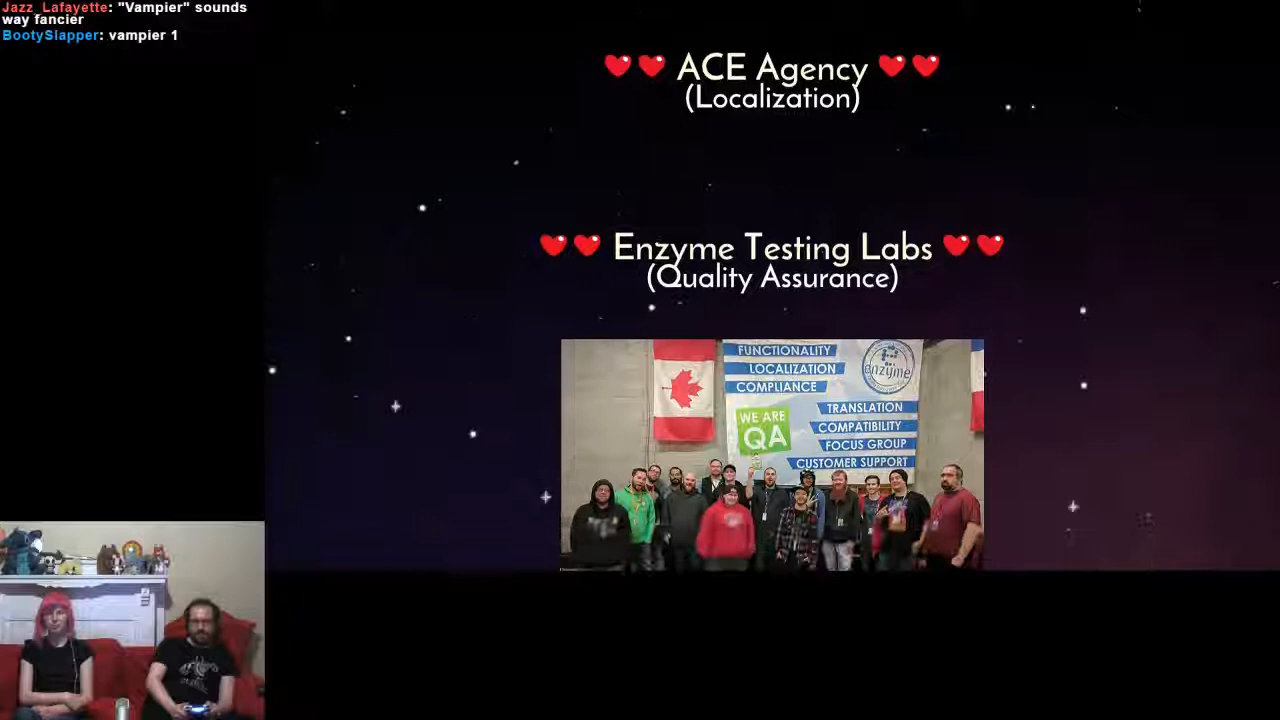 Jazz_Lafayette: "Vampier" sounds
way fancier
BootySlapper: vampier 1
ACE Agency
(Localization)
Enzyme Testing Labs
(Quality Assurance)
FUNCTIONALITY
LOCALIZATION
COMPLIANCE
enzyme
TRANSLATION
WE ARE
QA
COMPATIBILITY
FOCUS GROUP
CUSTOMER SUPPORT